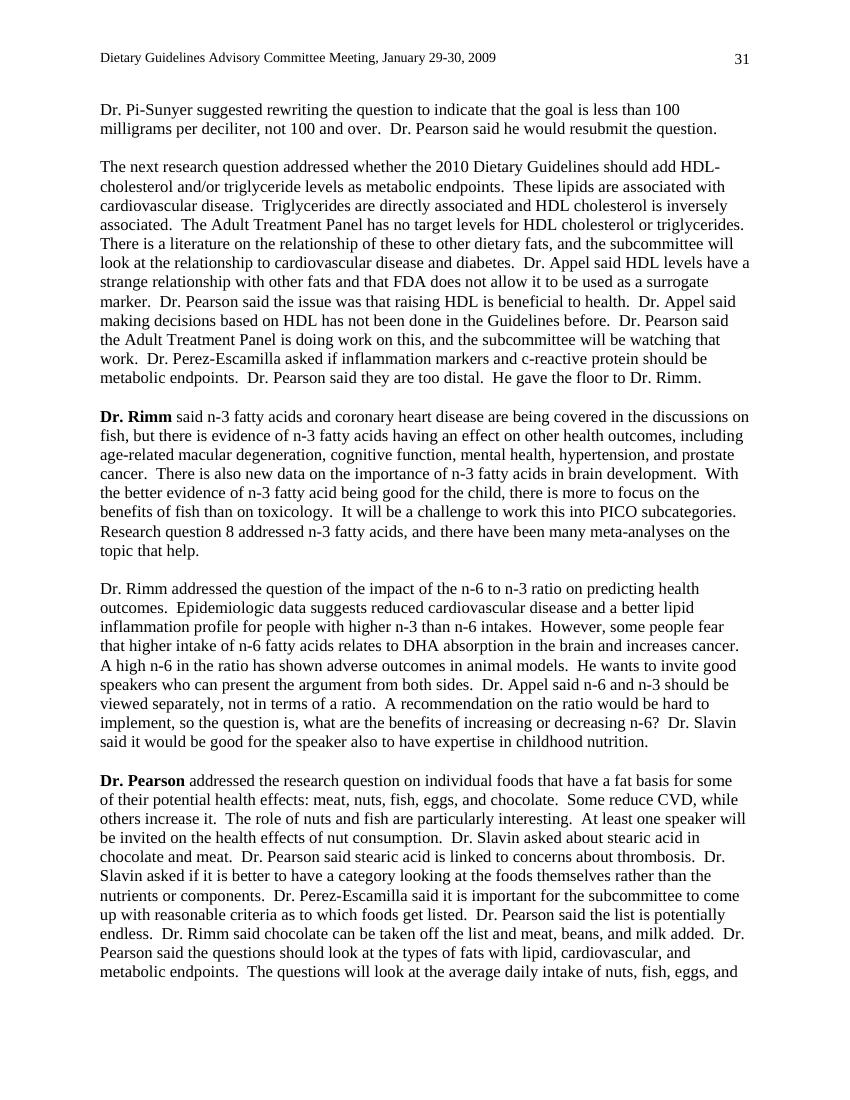 Dietary Guidelines Advisory Committee Meeting, January 29-30, 2009 31
Dr. Pi-Sunyer suggested rewriting the question to indicate that the goal is less than 100
milligrams per deciliter, not 100 and over.  Dr. Pearson said he would resubmit the question.
The next research question addressed whether the 2010 Dietary Guidelines should add HDL-
cholesterol and/or triglyceride levels as metabolic endpoints.  These lipids are associated with
cardiovascular disease.  Triglycerides are directly associated and HDL cholesterol is inversely
associated.  The Adult Treatment Panel has no target levels for HDL cholesterol or triglycerides.
There is a literature on the relationship of these to other dietary fats, and the subcommittee will
look at the relationship to cardiovascular disease and diabetes.  Dr. Appel said HDL levels have a
strange relationship with other fats and that FDA does not allow it to be used as a surrogate
marker.  Dr. Pearson said the issue was that raising HDL is beneficial to health.  Dr. Appel said
making decisions based on HDL has not been done in the Guidelines before.  Dr. Pearson said
the Adult Treatment Panel is doing work on this, and the subcommittee will be watching that
work.  Dr. Perez-Escamilla asked if inflammation markers and c-reactive protein should be
metabolic endpoints.  Dr. Pearson said they are too distal.  He gave the floor to Dr. Rimm.
Dr. Rimm said n-3 fatty acids and coronary heart disease are being covered in the discussions on
fish, but there is evidence of n-3 fatty acids having an effect on other health outcomes, including
age-related macular degeneration, cognitive function, mental health, hypertension, and prostate
cancer.  There is also new data on the importance of n-3 fatty acids in brain development.  With
the better evidence of n-3 fatty acid being good for the child, there is more to focus on the
benefits of fish than on toxicology.  It will be a challenge to work this into PICO subcategories.
Research question 8 addressed n-3 fatty acids, and there have been many meta-analyses on the
topic that help.
Dr. Rimm addressed the question of the impact of the n-6 to n-3 ratio on predicting health
outcomes.  Epidemiologic data suggests reduced cardiovascular disease and a better lipid
inflammation profile for people with higher n-3 than n-6 intakes.  However, some people fear
that higher intake of n-6 fatty acids relates to DHA absorption in the brain and increases cancer.
A high n-6 in the ratio has shown adverse outcomes in animal models.  He wants to invite good
speakers who can present the argument from both sides.  Dr. Appel said n-6 and n-3 should be
viewed separately, not in terms of a ratio.  A recommendation on the ratio would be hard to
implement, so the question is, what are the benefits of increasing or decreasing n-6?  Dr. Slavin
said it would be good for the speaker also to have expertise in childhood nutrition.
Dr. Pearson addressed the research question on individual foods that have a fat basis for some
of their potential health effects: meat, nuts, fish, eggs, and chocolate.  Some reduce CVD, while
others increase it.  The role of nuts and fish are particularly interesting.  At least one speaker will
be invited on the health effects of nut consumption.  Dr. Slavin asked about stearic acid in
chocolate and meat.  Dr. Pearson said stearic acid is linked to concerns about thrombosis.  Dr.
Slavin asked if it is better to have a category looking at the foods themselves rather than the
nutrients or components.  Dr. Perez-Escamilla said it is important for the subcommittee to come
up with reasonable criteria as to which foods get listed.  Dr. Pearson said the list is potentially
endless.  Dr. Rimm said chocolate can be taken off the list and meat, beans, and milk added.  Dr.
Pearson said the questions should look at the types of fats with lipid, cardiovascular, and
metabolic endpoints.  The questions will look at the average daily intake of nuts, fish, eggs, and